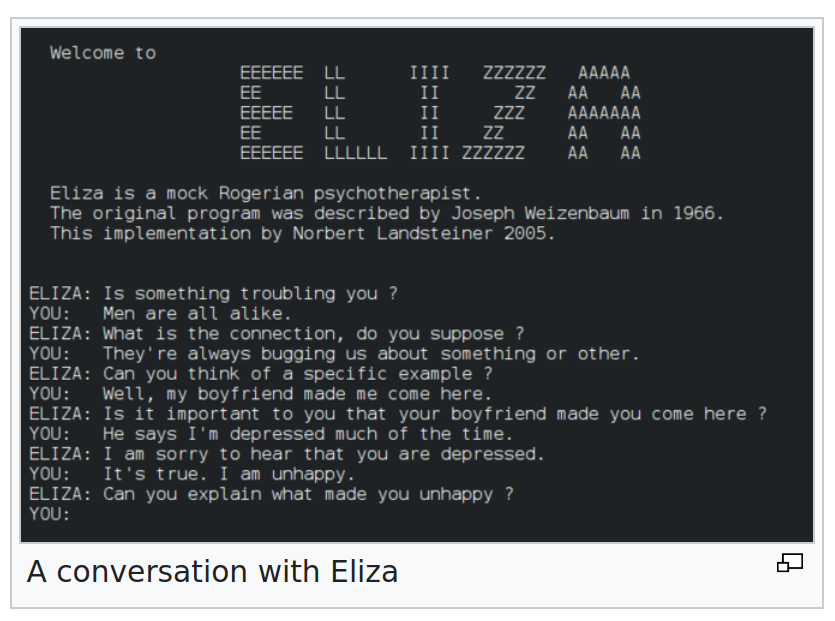 Welcome to
EEEEEE  LL      IIII   ZZZZZZ   AAAAA
EE      LL       II       ZZ   AA   AA
EEEEE   LL       II     ZZZ    AAAAAAA
EE      LL       II    ZZ      AA   AA
EEEEEE  LLLLLL  IIII ZZZZZZ    AA   AA
Eliza is a mock Rogerian psychotherapist.
The original program was described by Joseph Weizenbaum in 1966.
This implementation by Norbert Landsteiner 2005.
ELIZA: Is something troubling you ?
YOU:   Men are all alike.
ELIZA: What is the connection, do you suppose ?
YOU:   They're always bugging us about something or other.
ELIZA: Can you think of a specific example ?
YOU:   Well, my boyfriend made me come here.
ELIZA: Is it important to you that your boyfriend made you come here ?
YOU:   He says I'm depressed much of the time.
ELIZA: I am sorry to hear that you are depressed.
YOU:   It's true. I am unhappy.
ELIZA: Can you explain what made you unhappy ?
YOU:
A conversation with Eliza